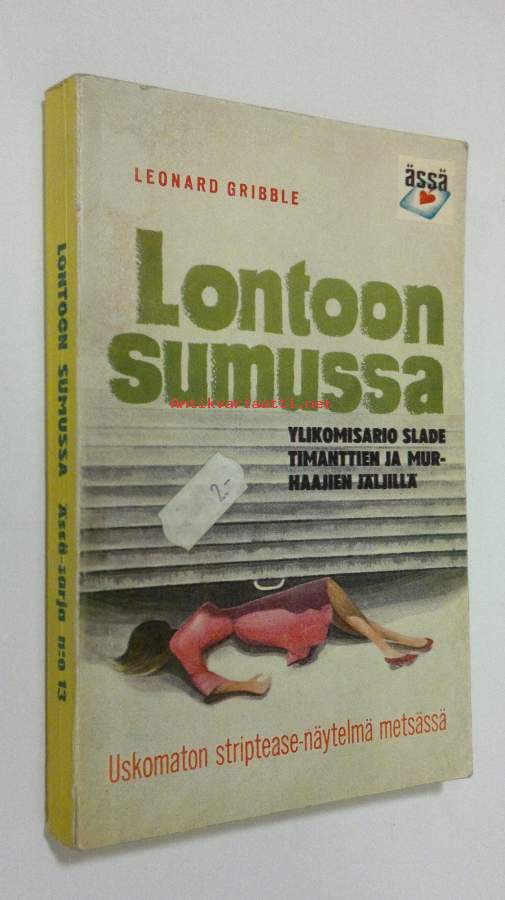 LEONARD GRIBBLE
ässä
Lontoon
sumussa
Antikvariaatti.net
YLIKOMISARIO SLADE
TIMANTTIEN JA MUR-
HAAJIEN JÄLJILLÄ
2-
Uskomaton striptease-näytelmä metsässä
LONTOON SUMUSSA Ässä-sarja n:o 13